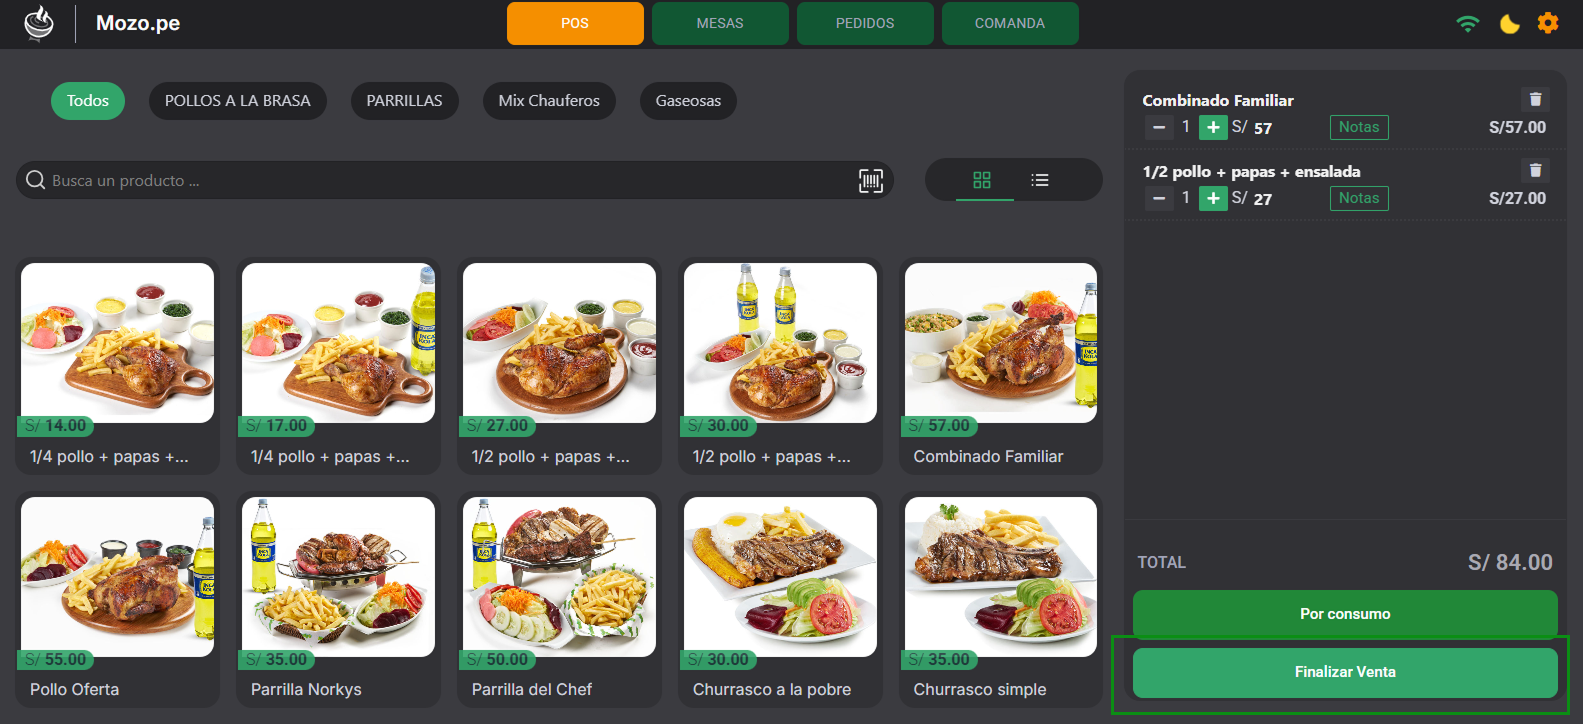 Mozo.pe
POS
MESAS
PEDIDOS
COMANDA
Todos
POLLOS A LA BRASA
PARRILLAS
Mix Chauferos
Gaseosas
Busca un producto ...
S/ 14.00
1/4 pollo + papas +...
S/ 17.00
1/4 pollo + papas +...
S/ 27.00
1/2 pollo + papas +...
S/ 30.00
1/2 pollo + papas +...
S/ 57.00
Combinado Familiar
S/ 55.00
Pollo Oferta
S/ 35.00
Parrilla Norkys
S/ 50.00
Parrilla del Chef
S/ 30.00
Churrasco a la pobre
S/ 35.00
Churrasco simple
Combinado Familiar
1 S/ 57 Notas S/57.00
1/2 pollo + papas + ensalada
1 S/ 27 Notas S/27.00
TOTAL S/ 84.00
Por consumo
Finalizar Venta